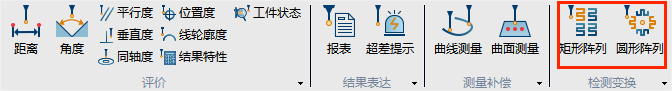 平行度 位置度 工件状态
垂直度 线轮廓度
距离 角度 同轴度 结果特性 报表 超差提示 曲线测量 曲面测量 矩形阵列 圆形阵列
评价 结果表达 测量补偿 检测变换